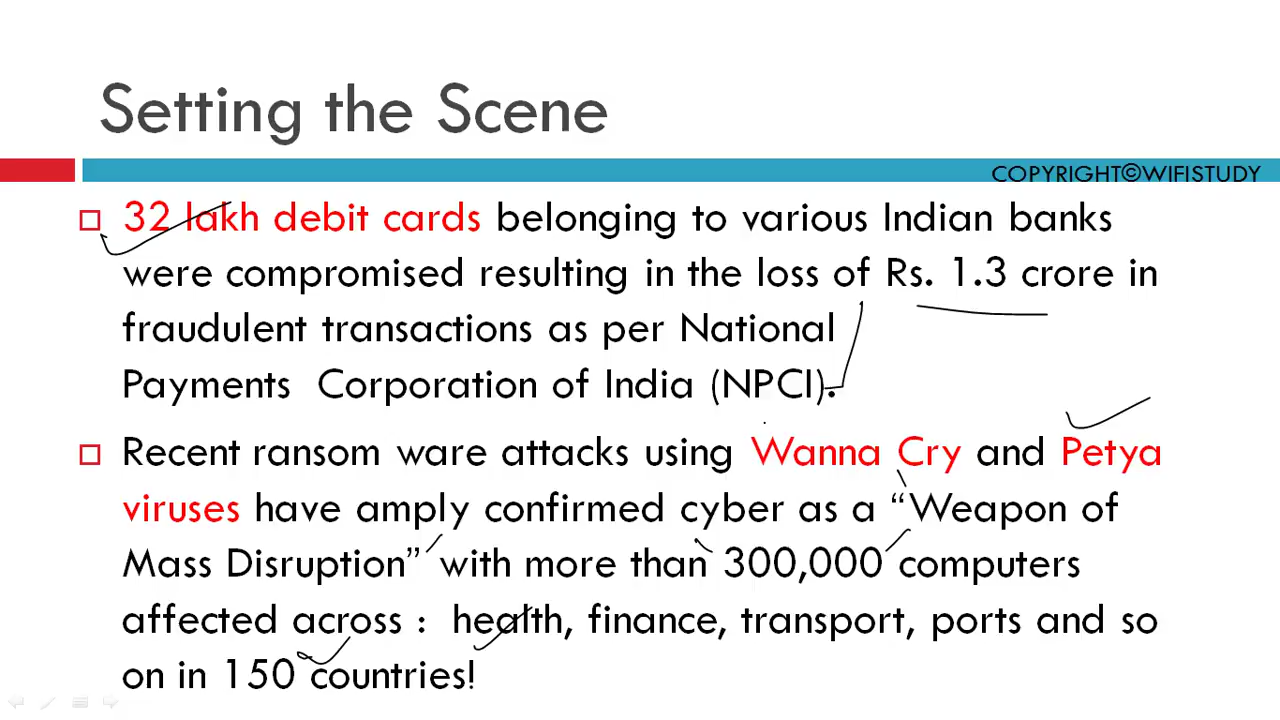 Setting the Scene
COPYRIGHT©WIFISTUDY
32 lakh debit cards belonging to various Indian banks
were compromised resulting in the loss of Rs. 1.3 crore in
fraudulent transactions as per National
Payments Corporation of India (NPCI).
Recent ransom ware attacks using Wanna Cry and Petya
viruses have amply confirmed cyber as a “Weapon of
Mass Disruption” with more than 300,000 computers
affected across : health, finance, transport, ports and so
on in 150 countries!